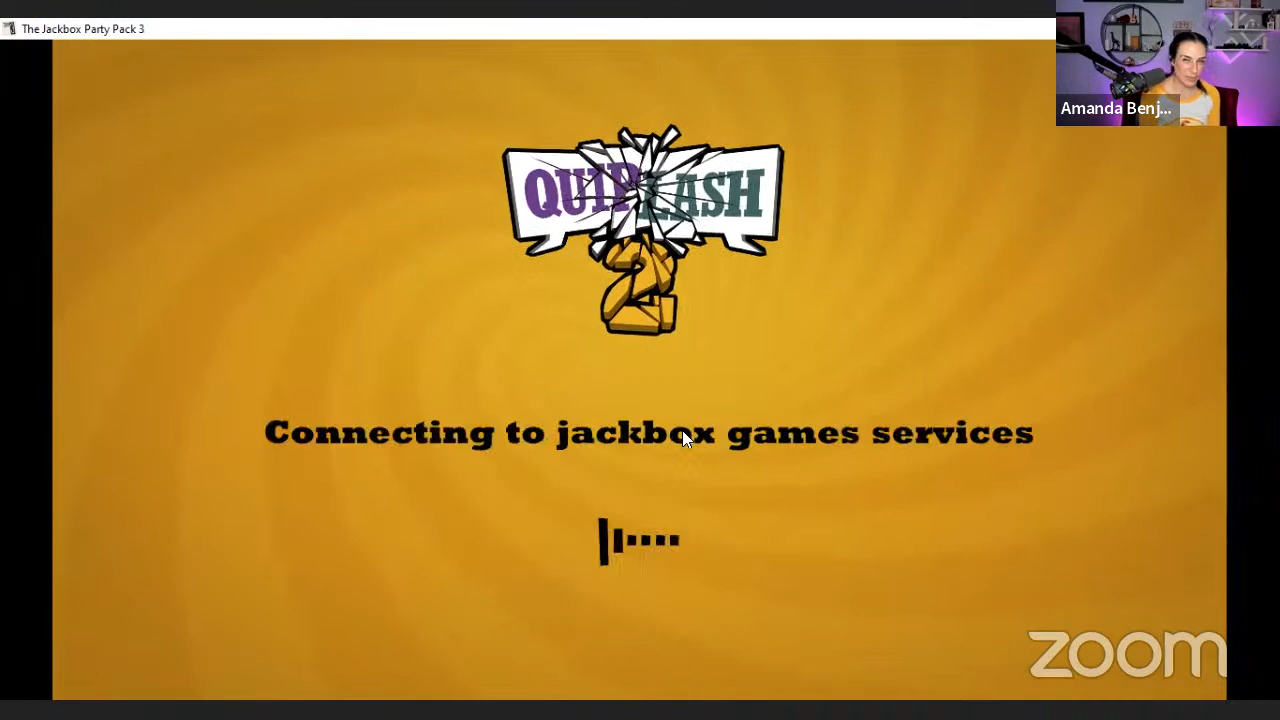 The Jackbox Party Pack 3
Amanda Benj...
QUIPLASH
2
Connecting to jackbox games services
zoom